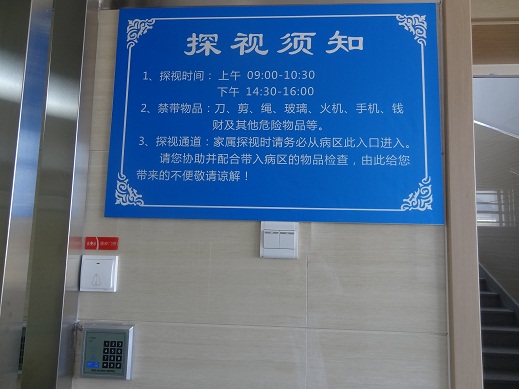 探视须知
1、探视时间：上午 09:00-10:30
下午 14:30-16:00
2、禁带物品：刀、剪、绳、玻璃、火机、手机、钱
财及其他危险物品等。
3、探视通道：家属探视时请务必从病区此入口进入。
请您协助并配合带入病区的物品检查，由此给您
带来的不便敬请谅解！